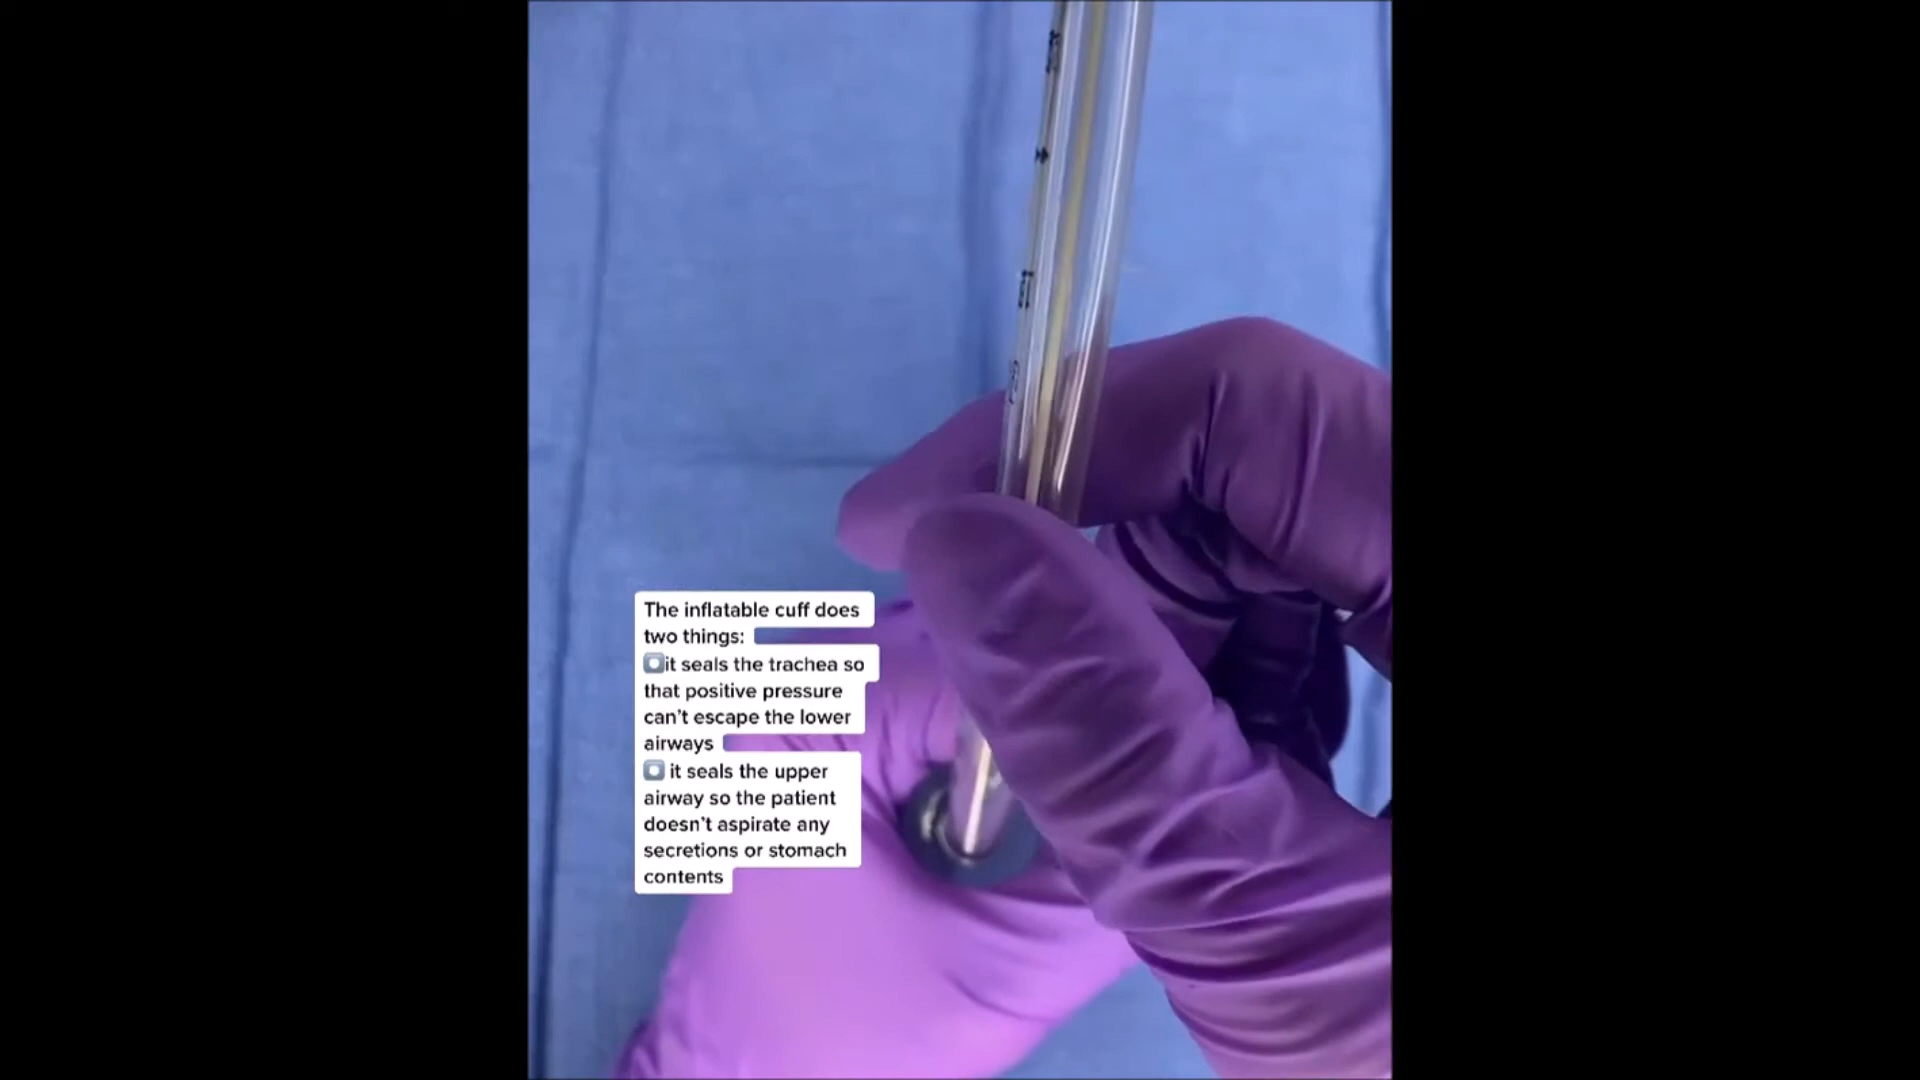 The inflatable cuff does
two things:
⏺️it seals the trachea so
that positive pressure
can't escape the lower
airways
⏺️ it seals the upper
airway so the patient
doesn't aspirate any
secretions or stomach
contents